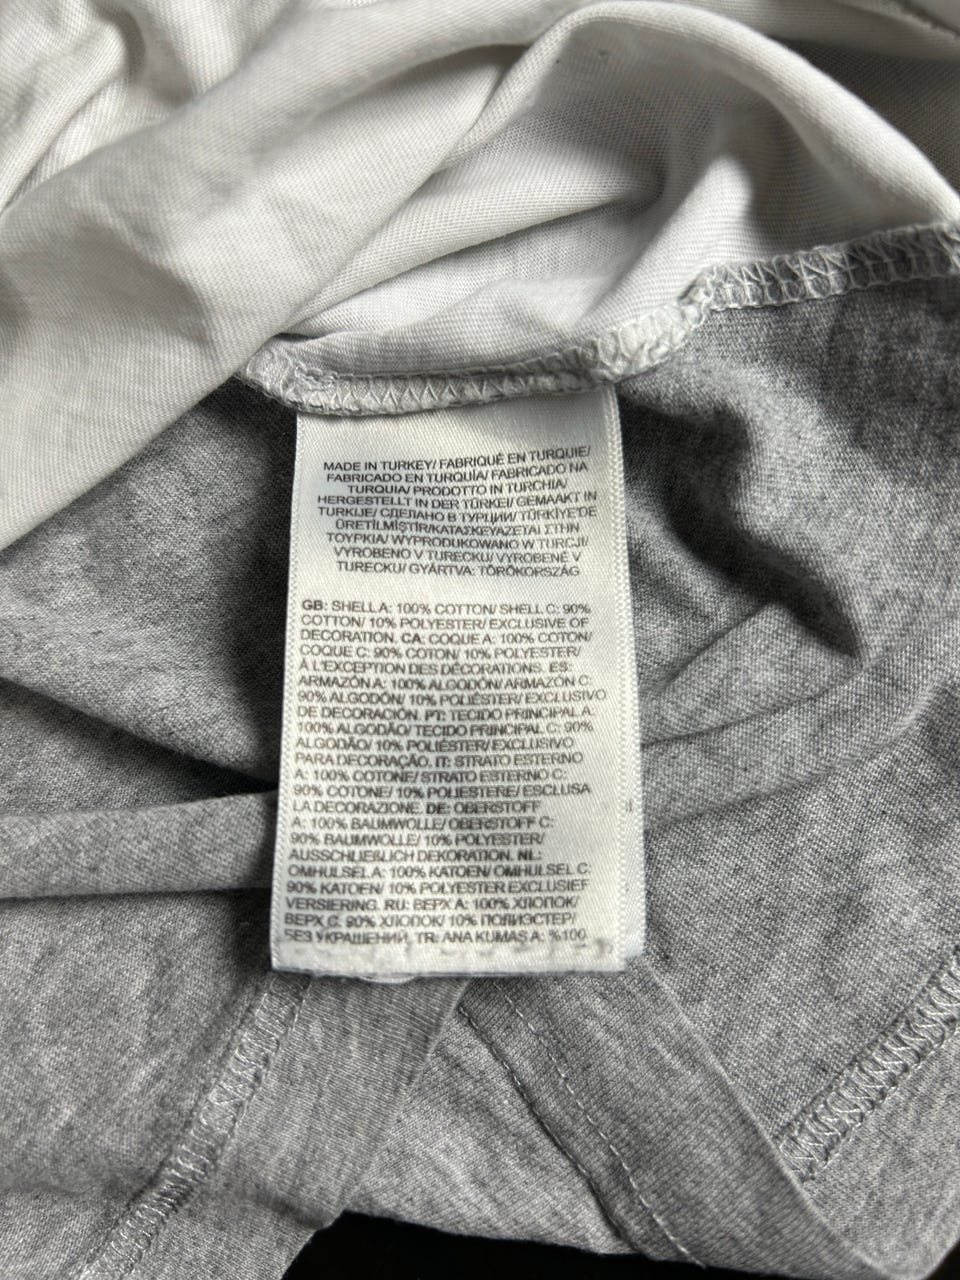 MADE IN TURKEY/ FABRIQUÉ EN TURQUIE/
FABRICADO EN TURQUÍA/ FABRICADO NA
TURQUIA/ PRODOTTO IN TURCHIA/
HERGESTELLT IN DER TÜRKEI/ GEMAAKT IN
TURKIJE/ СДЕЛАНО В ТУРЦИИ/ TÜRKİYE'DE
ÜRETİLMİŞTİR/ΚΑΤΑΣΚΕΥΑΖΕΤΑΙ ΣΤΗΝ
ΤΟΥΡΚΙΑ/ WYPRODUKOWANO W TURCJI/
VYROBENO V TURECKU/ VYROBENÉ V
TURECKU/ GYÁRTVA: TÖRÖKORSZÁG
GB: SHELL A: 100% COTTON/ SHELL C: 90%
COTTON/ 10% POLYESTER/ EXCLUSIVE OF
DECORATION. CA: COQUE A: 100% COTON/
COQUE C: 90% COTON/ 10% POLYESTER/
À L'EXCEPTION DES DÉCORATIONS. ES:
ARMAZÓN A: 100% ALGODÓN/ ARMAZÓN C:
90% ALGODÓN/ 10% POLIÉSTER/ EXCLUSIVO
DE DECORACIÓN. PT: TECIDO PRINCIPAL A:
100% ALGODÃO/ TECIDO PRINCIPAL C: 90%
ALGODÃO/ 10% POLIÉSTER/ EXCLUSIVO
PARA DECORAÇÃO. IT: STRATO ESTERNO
A: 100% COTONE/ STRATO ESTERNO C:
90% COTONE/ 10% POLIESTERE/ ESCLUSA
LA DECORAZIONE. DE: OBERSTOFF
A: 100% BAUMWOLLE/ OBERSTOFF C:
90% BAUMWOLLE/ 10% POLYESTER/
AUSSCHLIEßLICH DEKORATION. NL:
OMHULSEL A: 100% KATOEN/ OMHULSEL C:
90% KATOEN/ 10% POLYESTER EXCLUSIEF
VERSIERING. RU: ВЕРХ A: 100% ХЛОПОК/
ВЕРХ C: 90% ХЛОПОК/ 10% ПОЛИЭСТЕР/
БЕЗ УКРАШЕНИЙ. TR: ANA KUMAŞ A: %100